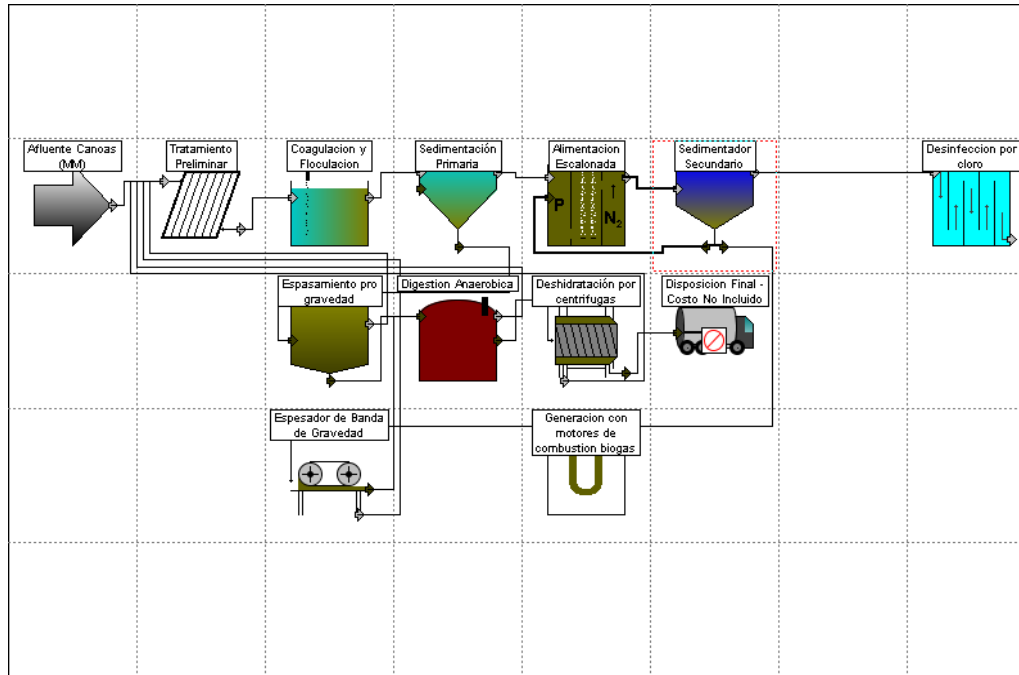 Afluente Canoas
(MM)
Tratamiento
Preliminar
Coagulacion y
Floculacion
Sedimentación
Primaria
Alimentacion
Escalonada
Sedimentador
Secundario
Desinfeccion por
cloro
P
N2
Espasamiento pro
gravedad
Digestion Anaerobica
Deshidratación por
centrifugas
Disposicion Final -
Costo No Incluido
Espesador de Banda
de Gravedad
Generacion con
motores de
combustion biogas